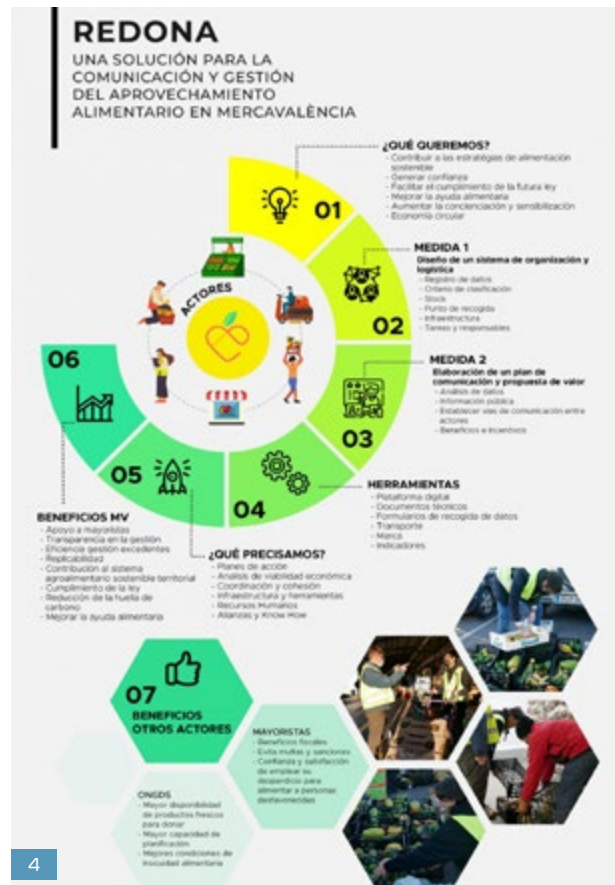 REDONA
UNA SOLUCIÓN PARA LA
COMUNICACIÓN Y GESTIÓN
DEL APROVECHAMIENTO
ALIMENTARIO EN MERCAVALÈNCIA
¿QUÉ QUEREMOS?
- Contribuir a las estratégias de alimentación
sostenible
- Generar confianza
- Facilitar el cumplimiento de la futura ley
- Mejorar la ayuda alimentaria
- Aumentar la concienciación y sensibilización
- Economía circular
01
MEDIDA 1
Diseño de un sistema de organización y
logística
- Registro de datos
- Criterio de clasificación
- Stock
- Punto de recogida
- Infraestructura
- Tareas y responsables
02
ACTORES
MEDIDA 2
Elaboración de un plan de
comunicación y propuesta de valor
- Análisis de datos
- Información pública
- Establecer vías de comunicación entre
actores
- Beneficios e incentivos
03
HERRAMIENTAS
- Plataforma digital
- Documentos técnicos
- Formularios de recogida de datos
- Transporte
- Marca
- Indicadores
04
05
¿QUÉ PRECISAMOS?
- Planes de acción
- Análisis de viabilidad económica
- Coordinación y cohesión
- Infraestructura y herramientas
- Recursos Humanos
- Alianzas y Know How
06
BENEFICIOS MV
- Apoyo a mayoristas
- Transparencia en la gestión
- Eficiencia gestión excedentes
- Replicabilidad
- Contribución al sistema
agroalimentario sostenible territorial
- Cumplimiento de la ley
- Reducción de la huella de
carbono
- Mejorar la ayuda alimentaria
07
BENEFICIOS
OTROS ACTORES
MAYORISTAS
- Beneficios fiscales
- Evita multas y sanciones
- Confianza y satisfacción
de emplear su
desperdicio para
alimentar a personas
desfavorecidas
ONGDS
- Mayor disponibilidad
de productos frescos
para donar
- Mayor capacidad de
planificación
- Mejores condiciones de
inocuidad alimentaria
4